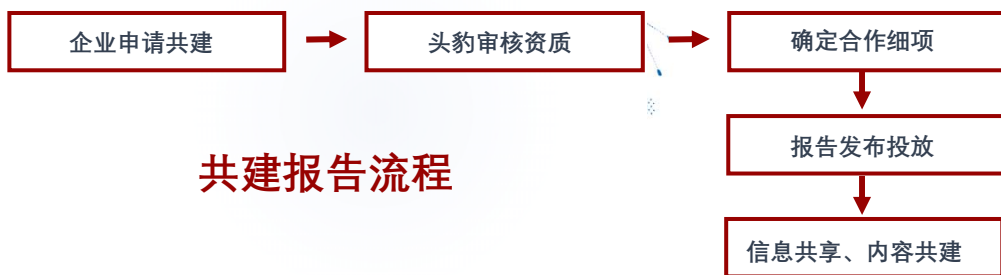 企业申请共建
头豹审核资质
确定合作细项
报告发布投放
共建报告流程
信息共享、内容共建